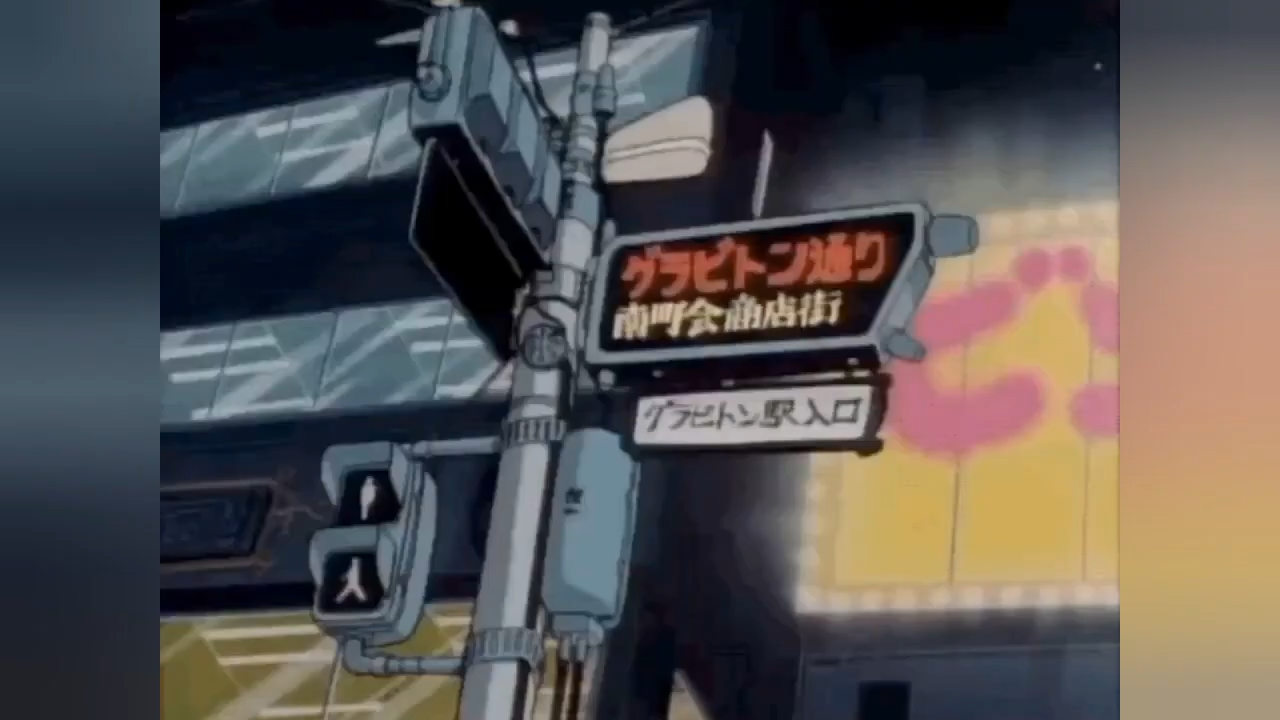 グラビトン通り
南町会商店街
グラビトン駅入口